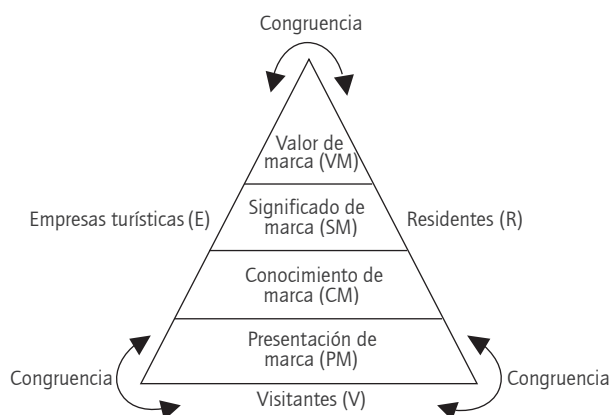 Congruencia
Valor de
marca (VM)
Empresas turísticas (E)
Significado de
marca (SM)
Residentes (R)
Conocimiento de
marca (CM)
Presentación de
marca (PM)
Congruencia
Congruencia
Visitantes (V)